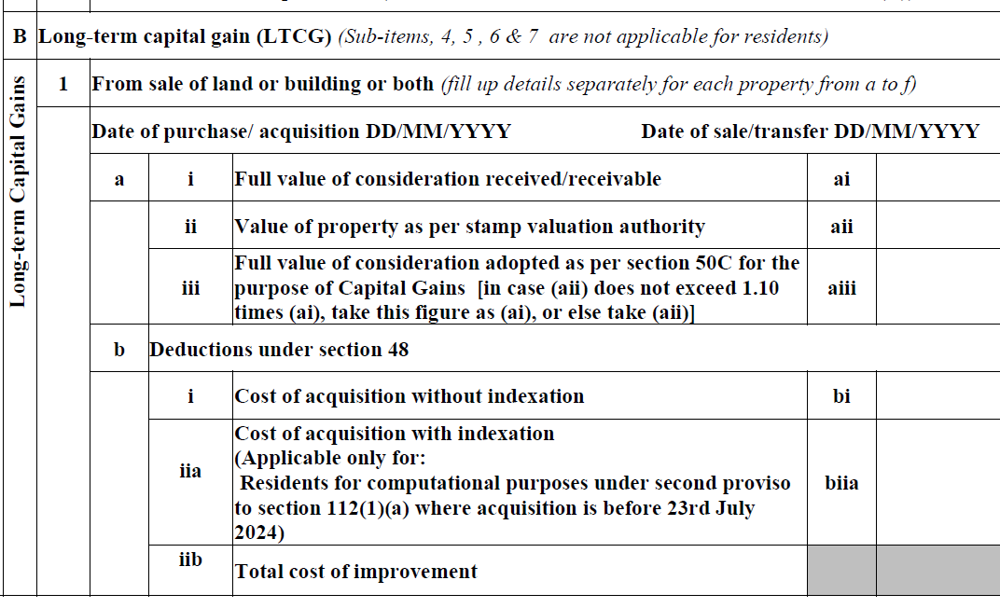 B Long-term capital gain (LTCG) (Sub-items, 4, 5 , 6 & 7 are not applicable for residents)
Long-term Capital Gains
1 From sale of land or building or both (fill up details separately for each property from a to f)
Date of purchase/ acquisition DD/MM/YYYY Date of sale/transfer DD/MM/YYYY
a i Full value of consideration received/receivable ai
ii Value of property as per stamp valuation authority aii
Full value of consideration adopted as per section 50C for the
iii purpose of Capital Gains [in case (aii) does not exceed 1.10 aiii
times (ai), take this figure as (ai), or else take (aii)]
b Deductions under section 48
i Cost of acquisition without indexation bi
Cost of acquisition with indexation
(Applicable only for:
iia Residents for computational purposes under second proviso biia
to section 112(1)(a) where acquisition is before 23rd July
2024)
iib Total cost of improvement